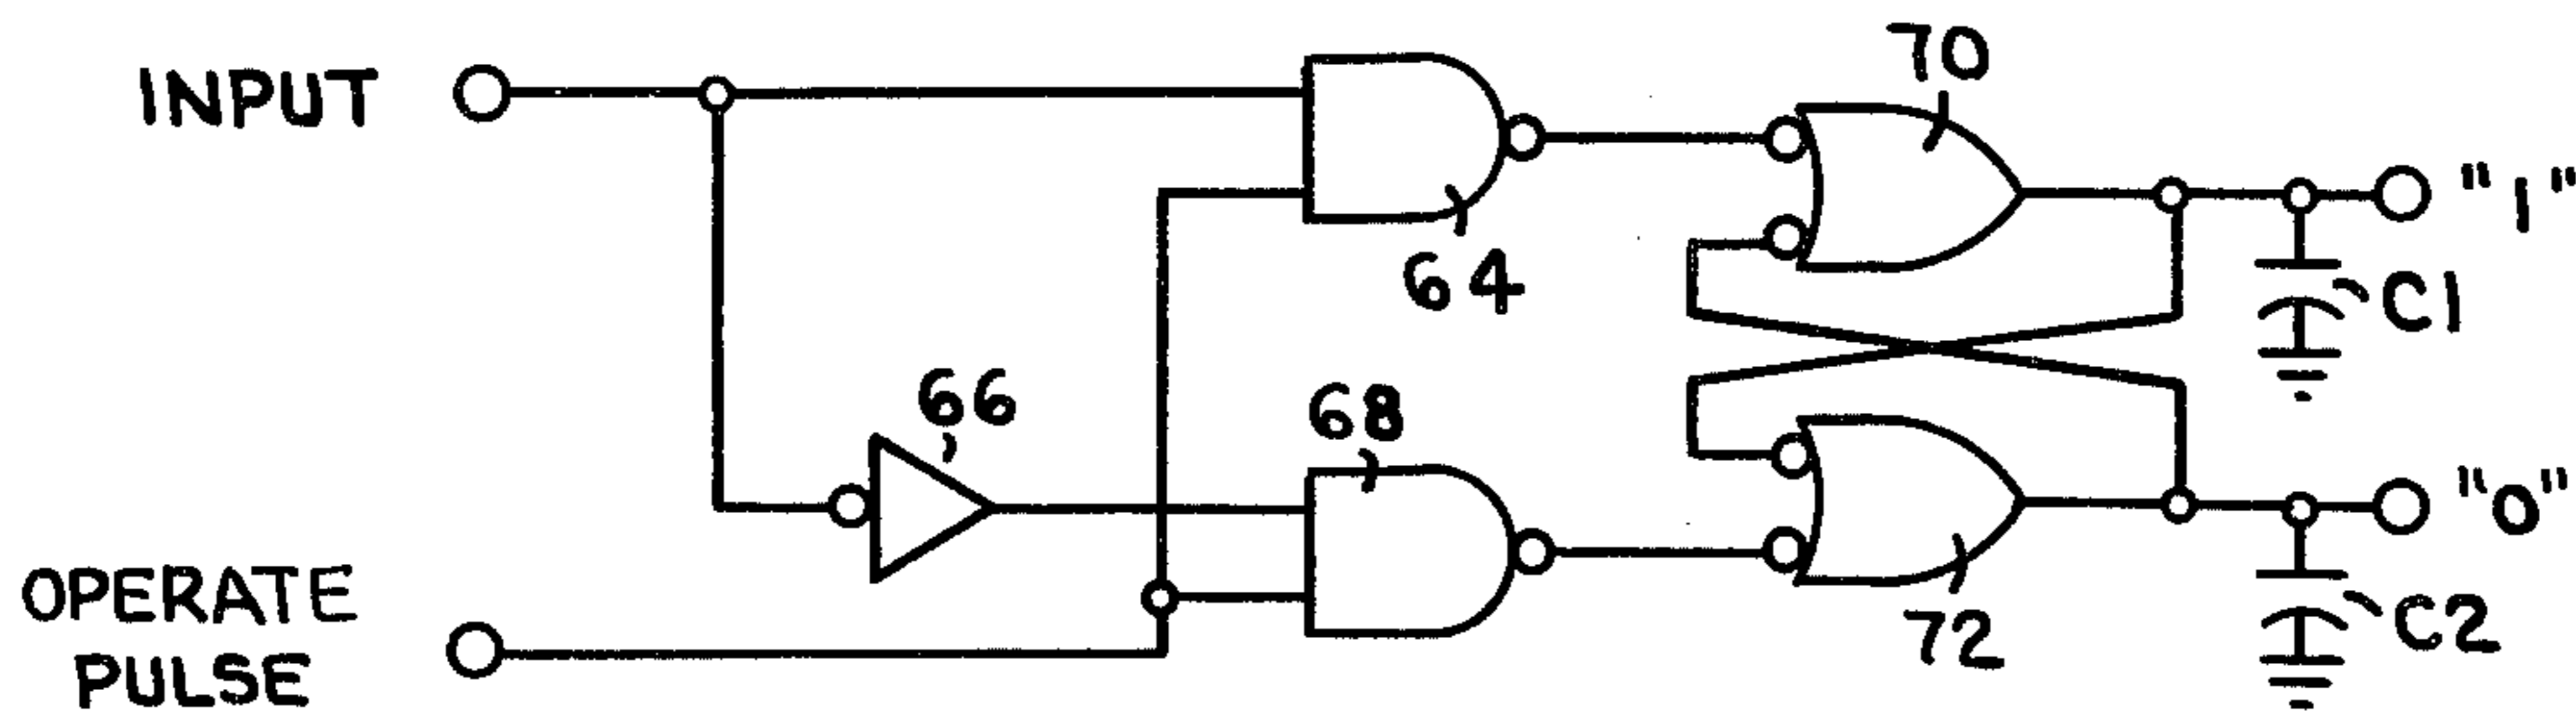 INPUT
70
"1"
64
C1
66
68
"0"
OPERATE
PULSE
72
C2